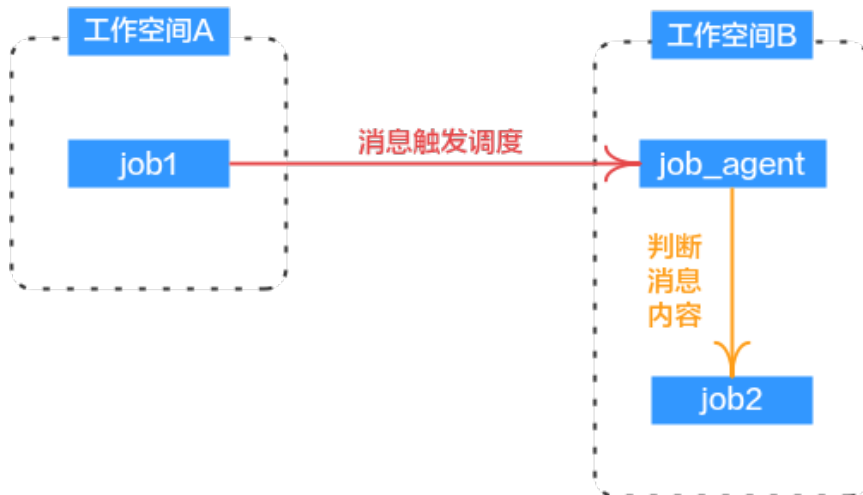 工作空间A
工作空间B
消息触发调度
job1
job_agent
判断
消息
内容
job2